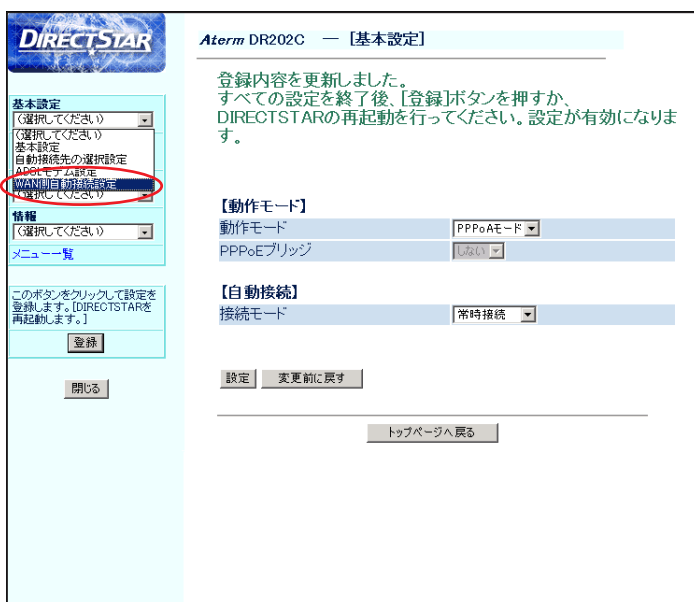 DIRECTSTAR
Aterm DR202C ― [基本設定]
登録内容を更新しました。
すべての設定を終了後、[登録]ボタンを押すか、
DIRECTSTARの再起動を行ってください。設定が有効になりま
す。
基本設定
(選択してください)
(選択してください)
基本設定
自動接続先の選択設定
ADSLモデム設定
WAN側自動接続設定
(選択してください)
情報
(選択してください)
メニュー一覧
このボタンをクリックして設定を
登録します。[DIRECTSTARを
再起動します。]
登録
閉じる
【動作モード】
動作モード PPPoAモード
PPPoEブリッジ しない
【自動接続】
接続モード 常時接続
設定 変更前に戻す
トップページへ戻る